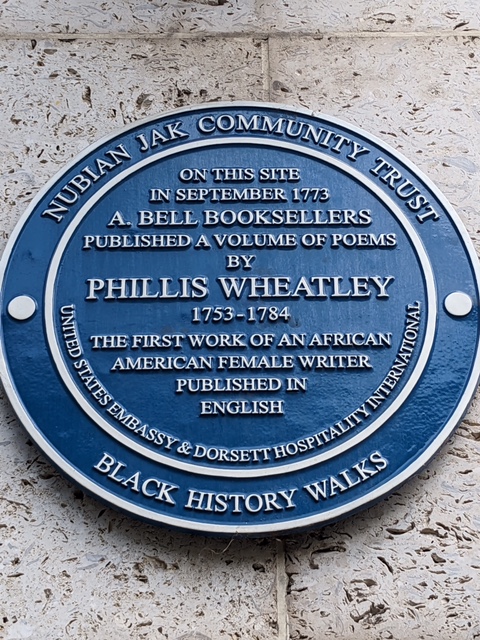 NUBIAN JAK COMMUNITY TRUST
ON THIS SITE
IN SEPTEMBER 1773
A. BELL BOOKSELLERS
PUBLISHED A VOLUME OF POEMS
BY
PHILLIS WHEATLEY
1753-1784
THE FIRST WORK OF AN AFRICAN
AMERICAN FEMALE WRITER
PUBLISHED IN
ENGLISH
UNITED STATES EMBASSY & DORSETT HOSPITALITY INTERNATIONAL
BLACK HISTORY WALKS